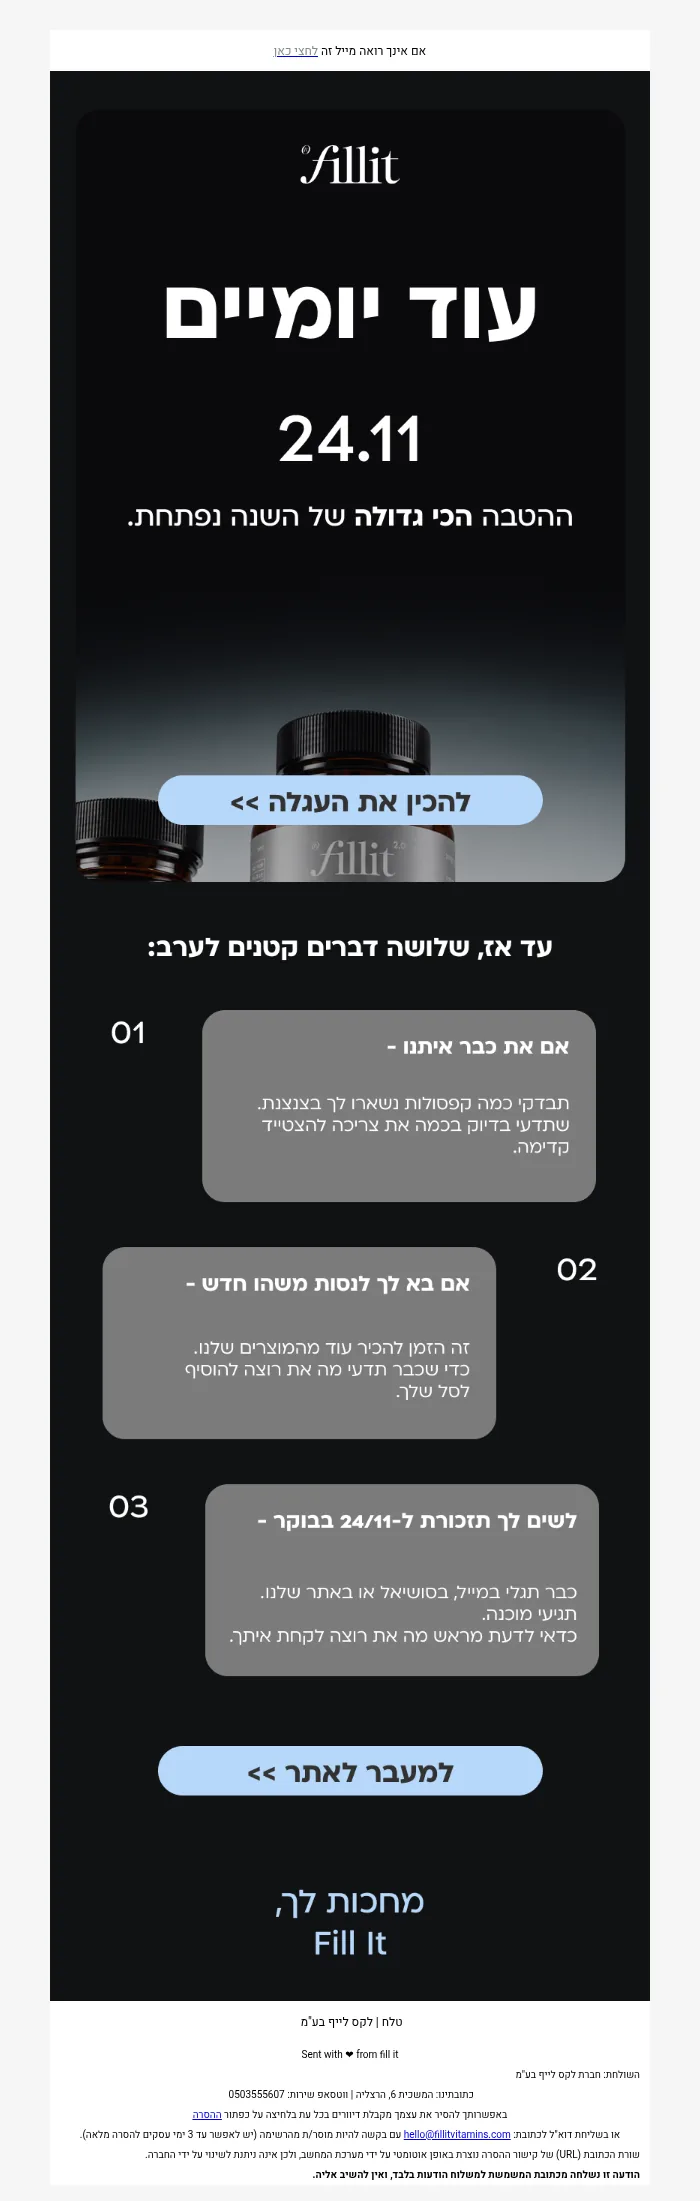 אם אינך רואה מייל זה לחצי כאן
fillit
עוד יומיים
24.11
ההטבה הכי גדולה של השנה נפתחת.
להכין את העגלה >>
fillit 2.0
עד אז, שלושה דברים קטנים לערב:
01
אם את כבר איתנו -
תבדקי כמה קפסולות נשארו לך בצנצנת.
שתדעי בדיוק בכמה את צריכה להצטייד
קדימה.
02
אם בא לך לנסות משהו חדש -
זה הזמן להכיר עוד מהמוצרים שלנו.
כדי שכבר תדעי מה את רוצה להוסיף
לסל שלך.
03
לשים לך תזכורת ל-24/11 בבוקר -
כבר תגלי במייל, בסושיאל או באתר שלנו.
תגיעי מוכנה.
כדאי לדעת מראש מה את רוצה לקחת איתך.
למעבר לאתר >>
מחכות לך,
Fill It
טלח | לקס לייף בע"מ
Sent with ❤ from fill it
השולחת: חברת לקס לייף בע"מ
כתובתינו: המשכית 6, הרצליה | ווטסאפ שירות: 0503555607
באפשרותך להסיר את עצמך מקבלת דיוורים בכל עת בלחיצה על כפתור ההסרה
או בשליחת דוא"ל לכתובת: hello@fillitvitamins.com עם בקשה להיות מוסר/ת מהרשימה (יש לאפשר עד 3 ימי עסקים להסרה מלאה).
שורת הכתובת (URL) של קישור ההסרה נוצרת באופן אוטומטי על ידי מערכת המחשב, ולכן אינה ניתנת לשינוי על ידי החברה.
הודעה זו נשלחה מכתובת המשמשת למשלוח הודעות בלבד, ואין להשיב אליה.